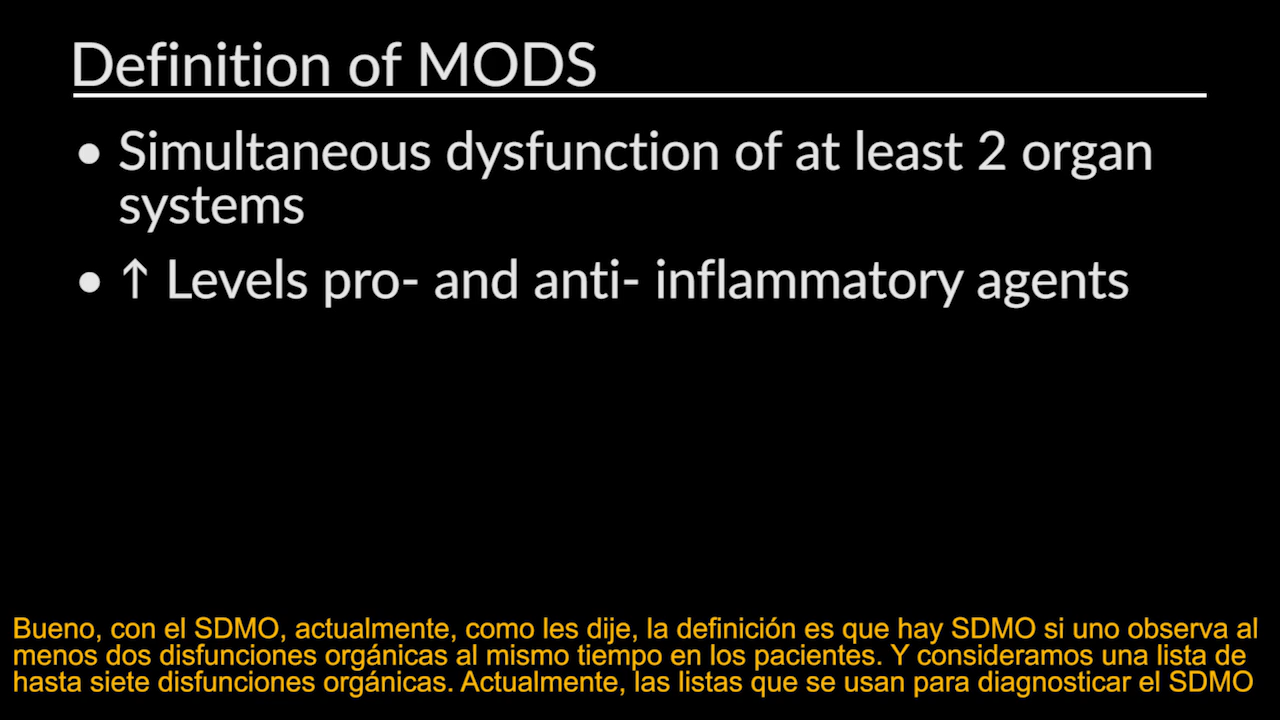 Definition of MODS
• Simultaneous dysfunction of at least 2 organ
systems
• ↑ Levels pro- and anti- inflammatory agents
Bueno, con el SDMO, actualmente, como les dije, la definición es que hay SDMO si uno observa al
menos dos disfunciones orgánicas al mismo tiempo en los pacientes. Y consideramos una lista de
hasta siete disfunciones orgánicas. Actualmente, las listas que se usan para diagnosticar el SDMO